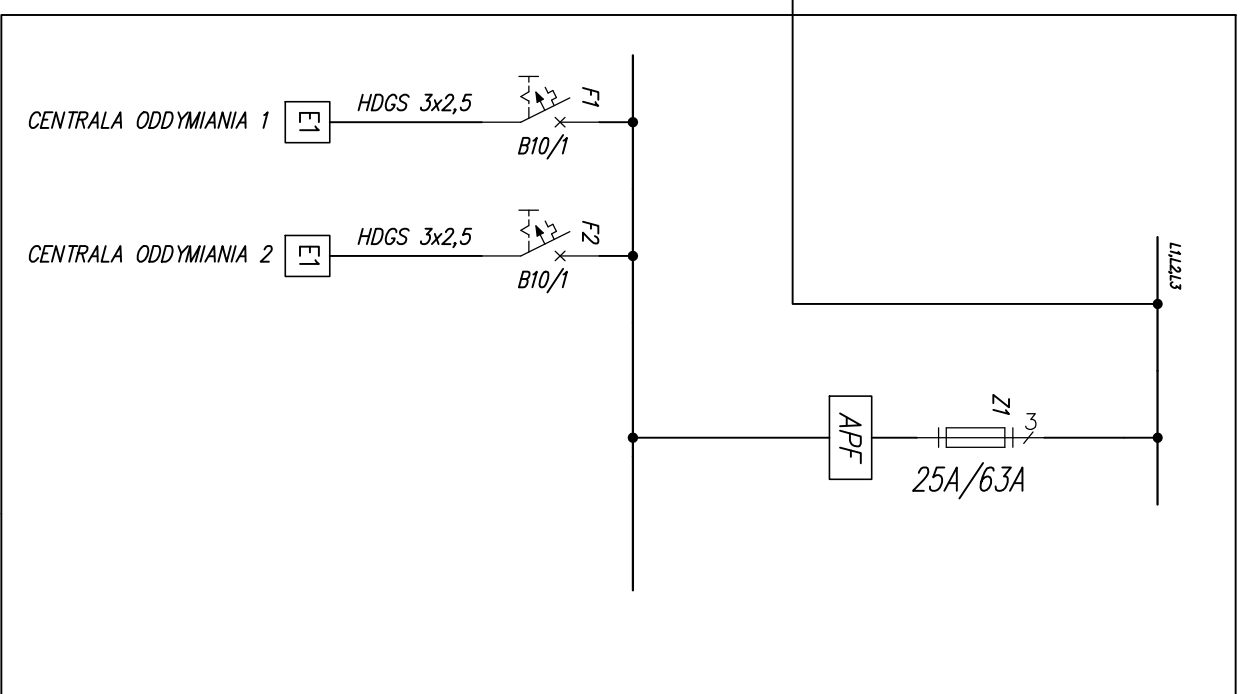 CENTRALA ODDYMIANIA 1
E1
HDGS 3x2,5
F1
B10/1
CENTRALA ODDYMIANIA 2
E1
HDGS 3x2,5
F2
B10/1
L1,L2,L3
APF
Z1
3
25A/63A